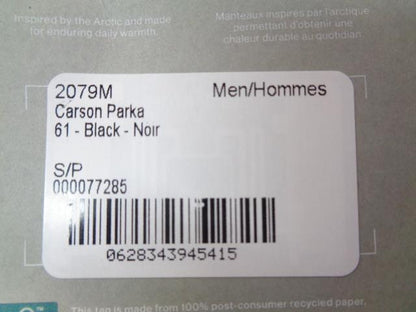 Inspired by the Arctic and made
for enduring daily warmth.
Manteaux inspirés par l'arctique
permettant d'obtenir une
chaleur durable au quotidien.
2079M Men/Hommes
Carson Parka
61 - Black - Noir
S/P
000077285
0628343945415
This tag is made from 100% post-consumer recycled paper.